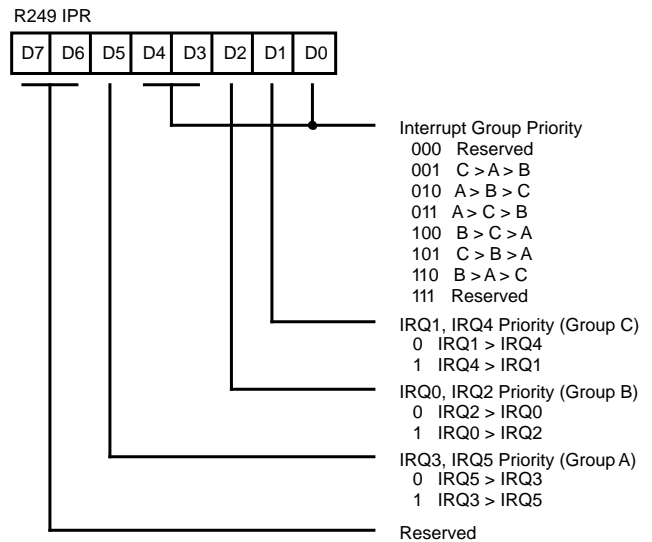 R249 IPR
D7 D6 D5 D4 D3 D2 D1 D0
Interrupt Group Priority
000 Reserved
001 C > A > B
010 A > B > C
011 A > C > B
100 B > C > A
101 C > B > A
110 B > A > C
111 Reserved
IRQ1, IRQ4 Priority (Group C)
0 IRQ1 > IRQ4
1 IRQ4 > IRQ1
IRQ0, IRQ2 Priority (Group B)
0 IRQ2 > IRQ0
1 IRQ0 > IRQ2
IRQ3, IRQ5 Priority (Group A)
0 IRQ5 > IRQ3
1 IRQ3 > IRQ5
Reserved